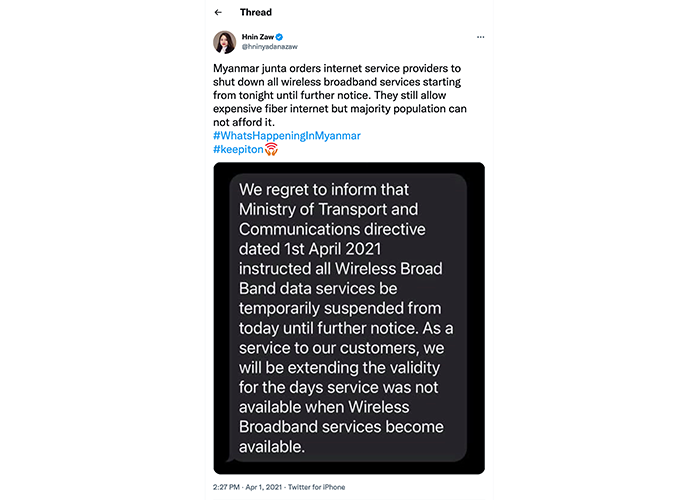 Thread
Hnin Zaw
@hninyadanazaw
Myanmar junta orders internet service providers to
shut down all wireless broadband services starting
from tonight until further notice. They still allow
expensive fiber internet but majority population can
not afford it.
#WhatsHappeningInMyanmar
#keepiton
We regret to inform that
Ministry of Transport and
Communications directive
dated 1st April 2021
instructed all Wireless Broad
Band data services be
temporarily suspended from
today until further notice. As a
service to our customers, we
will be extending the validity
for the days service was not
available when Wireless
Broadband services become
available.
2:27 PM · Apr 1, 2021 · Twitter for iPhone